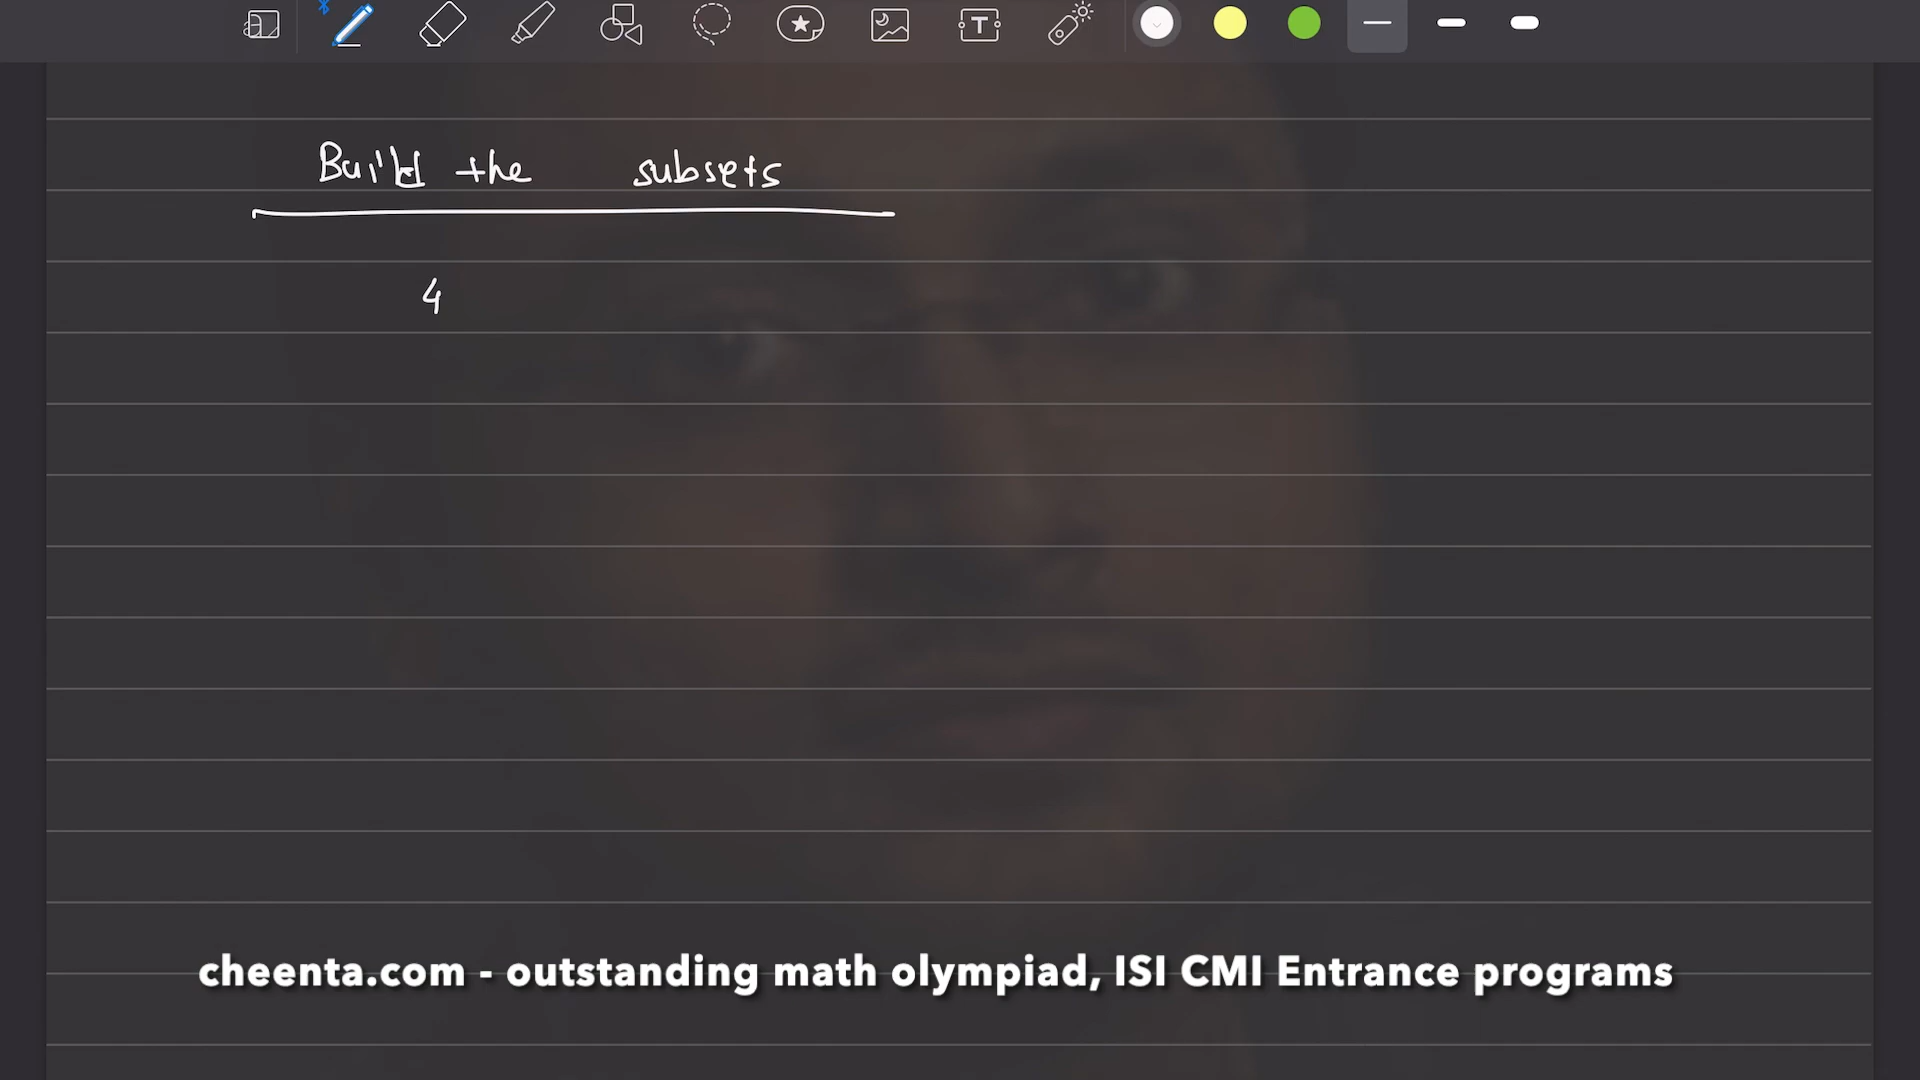 Build the subsets
4
cheenta.com - outstanding math olympiad, ISI CMI Entrance programs